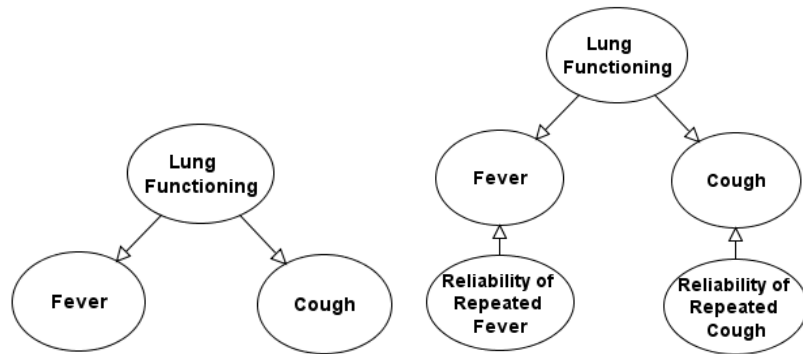 Lung
Functioning
Fever
Cough
Lung
Functioning
Fever
Cough
Reliability of
Repeated
Fever
Reliability of
Repeated
Cough